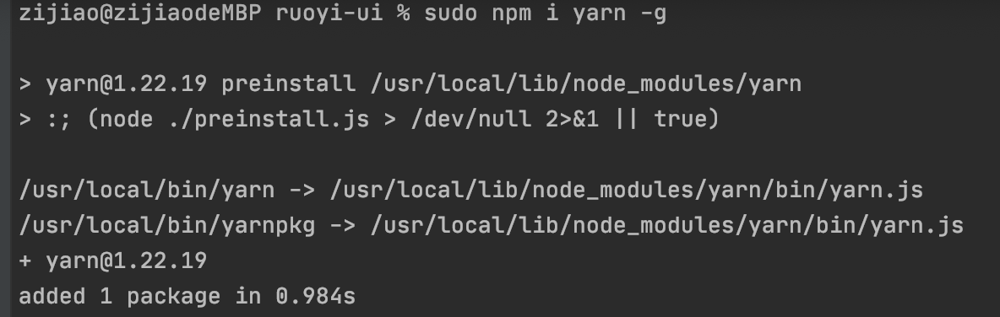 zijiao@zijiaodeMBP ruoyi-ui % sudo npm i yarn -g
> yarn@1.22.19 preinstall /usr/local/lib/node_modules/yarn
> :; (node ./preinstall.js > /dev/null 2>&1 || true)
/usr/local/bin/yarn -> /usr/local/lib/node_modules/yarn/bin/yarn.js
/usr/local/bin/yarnpkg -> /usr/local/lib/node_modules/yarn/bin/yarn.js
+ yarn@1.22.19
added 1 package in 0.984s